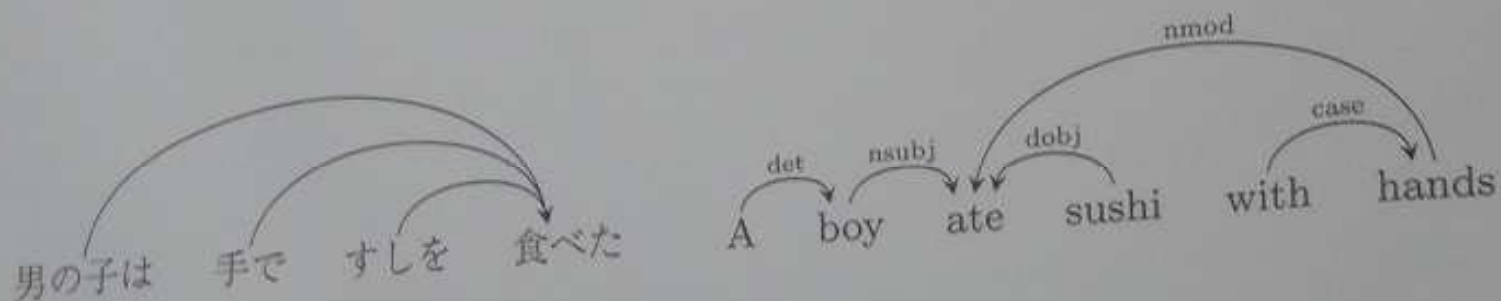 nmod
case
det nsubj dobj
男の子は 手で すしを 食べた
A boy ate sushi with hands